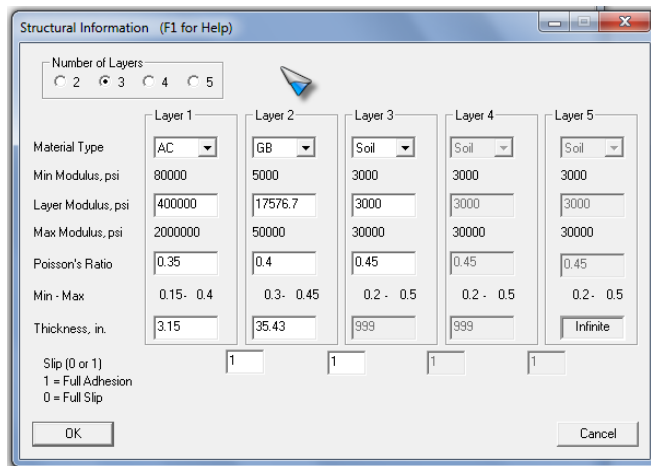 Structural Information (F1 for Help)
Number of Layers
2 3 4 5
Layer 1 Layer 2 Layer 3 Layer 4 Layer 5
Material Type AC GB Soil Soil Soil
Min Modulus, psi 80000 5000 3000 3000 3000
Layer Modulus, psi 400000 17576.7 3000 3000 3000
Max Modulus, psi 2000000 50000 30000 30000 30000
Poisson's Ratio 0.35 0.4 0.45 0.45 0.45
Min - Max 0.15- 0.4 0.3- 0.45 0.2 - 0.5 0.2 - 0.5 0.2 - 0.5
Thickness, in. 3.15 35.43 999 999 Infinite
Slip (0 or 1) 1 1 1 1
1 = Full Adhesion
0 = Full Slip
OK Cancel